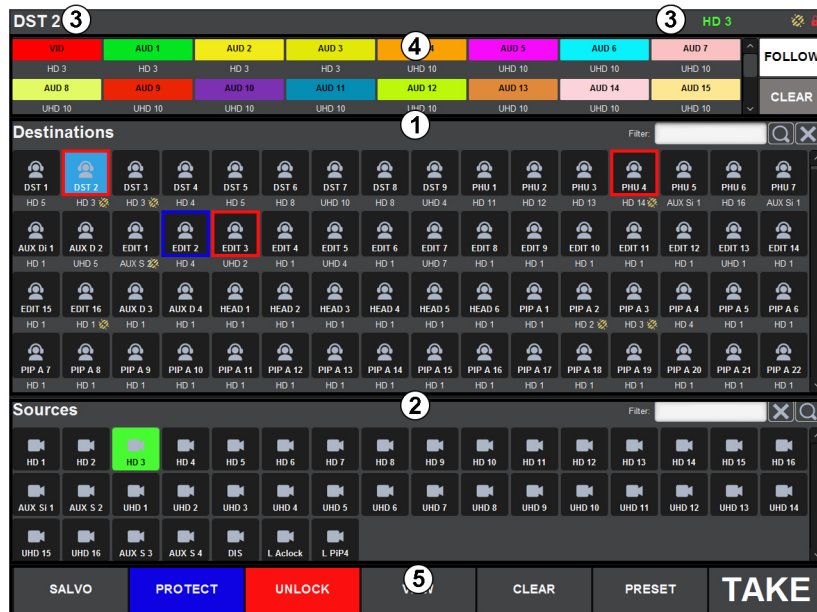 DST 2 3 3 HD 3
VID AUD 1 AUD 2 AUD 3 4 AUD 5 AUD 6 AUD 7 FOLLOW
HD 3 HD 3 HD 3 HD 3 UHD 10 UHD 10 UHD 10 UHD 10
AUD 8 AUD 9 AUD 10 AUD 11 AUD 12 AUD 13 AUD 14 AUD 15 CLEAR
UHD 10 UHD 10 UHD 10 UHD 10 UHD 10 UHD 10 UHD 10 UHD 10
Destinations 1 Filter:
DST 1 DST 2 DST 3 DST 4 DST 5 DST 6 DST 7 DST 8 DST 9 PHU 1 PHU 2 PHU 3 PHU 4 PHU 5 PHU 6 PHU 7
HD 5 HD 3 HD 3 HD 4 HD 5 HD 8 UHD 10 HD 8 UHD 4 HD 11 HD 12 HD 13 HD 14 AUX Si 1 HD 16 AUX Si 1
AUX Di 1 AUX D 2 EDIT 1 EDIT 2 EDIT 3 EDIT 4 EDIT 5 EDIT 6 EDIT 7 EDIT 8 EDIT 9 EDIT 10 EDIT 11 EDIT 12 EDIT 13 EDIT 14
HD 1 UHD 5 AUX S 2 HD 4 UHD 2 HD 1 UHD 4 HD 1 UHD 7 HD 1 HD 1 HD 1 HD 1 HD 1 UHD 1 HD 1
EDIT 15 EDIT 16 AUX D 3 AUX D 4 HEAD 1 HEAD 2 HEAD 3 HEAD 4 HEAD 5 HEAD 6 PIP A 1 PIP A 2 PIP A 3 PIP A 4 PIP A 5 PIP A 6
HD 1 HD 1 HD 1 HD 1 HD 1 HD 1 HD 1 HD 1 HD 1 HD 1 HD 1 HD 2 HD 3 HD 4 HD 1 HD 1
PIP A 7 PIP A 8 PIP A 9 PIP A 10 PIP A 11 PIP A 12 PIP A 13 PIP A 14 PIP A 15 PIP A 16 PIP A 17 PIP A 18 PIP A 19 PIP A 20 PIP A 21 PIP A 22
HD 1 HD 1 HD 1 HD 1 HD 1 HD 1 HD 1 HD 1 HD 1 HD 1 HD 1 HD 1 HD 1 HD 1 HD 1 HD 1
Sources 2 Filter:
HD 1 HD 2 HD 3 HD 4 HD 5 HD 6 HD 7 HD 8 HD 9 HD 10 HD 11 HD 12 HD 13 HD 14 HD 15 HD 16
AUX Si 1 AUX S 2 UHD 1 UHD 2 UHD 3 UHD 4 UHD 5 UHD 6 UHD 7 UHD 8 UHD 9 UHD 10 UHD 11 UHD 12 UHD 13 UHD 14
UHD 15 UHD 16 AUX S 3 AUX S 4 DIS L Aclock L PiP4
SALVO PROTECT UNLOCK 5 CLEAR PRESET TAKE